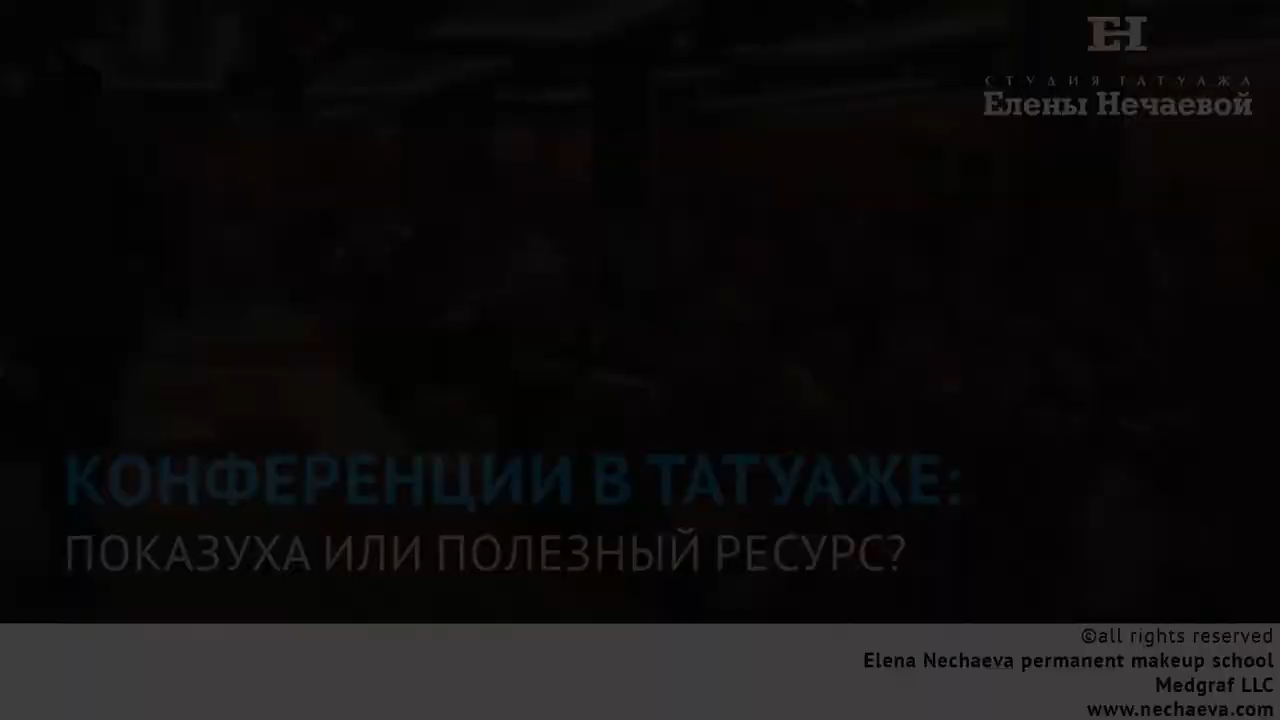 EH
СТУДИЯ ТАТУАЖА
Елены Нечаевой
КОНФЕРЕНЦИИ В ТАТУАЖЕ:
ПОКАЗУХА ИЛИ ПОЛЕЗНЫЙ РЕСУРС?
©all rights reserved
Elena Nechaeva permanent makeup school
Medgraf LLC
www.nechaeva.com